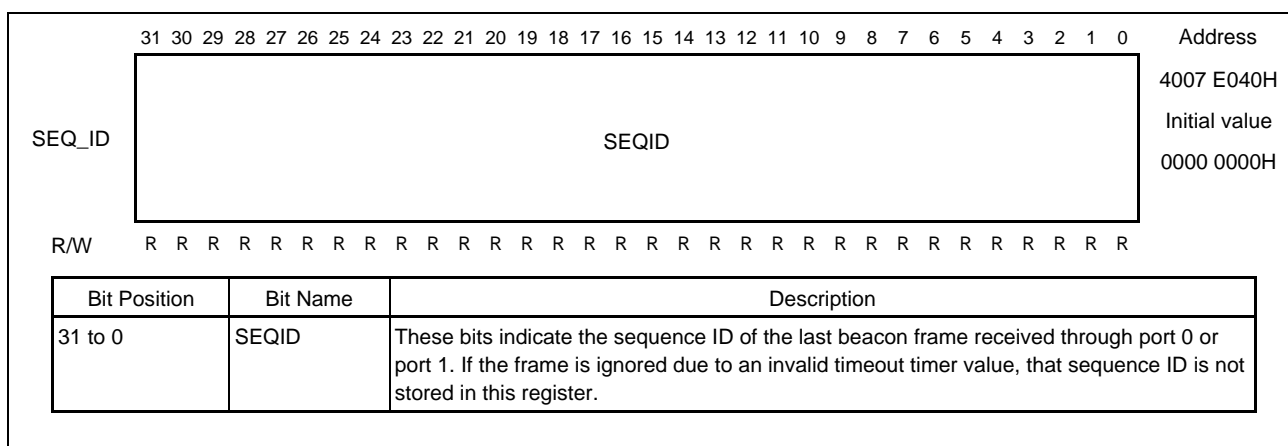 31 30 29 28 27 26 25 24 23 22 21 20 19 18 17 16 15 14 13 12 11 10 9 8 7 6 5 4 3 2 1 0 Address
4007 E040H
SEQ_ID SEQID Initial value
0000 0000H
R/W R R R R R R R R R R R R R R R R R R R R R R R R R R R R R R R R
Bit Position Bit Name Description
31 to 0 SEQID These bits indicate the sequence ID of the last beacon frame received through port 0 or
port 1. If the frame is ignored due to an invalid timeout timer value, that sequence ID is not
stored in this register.